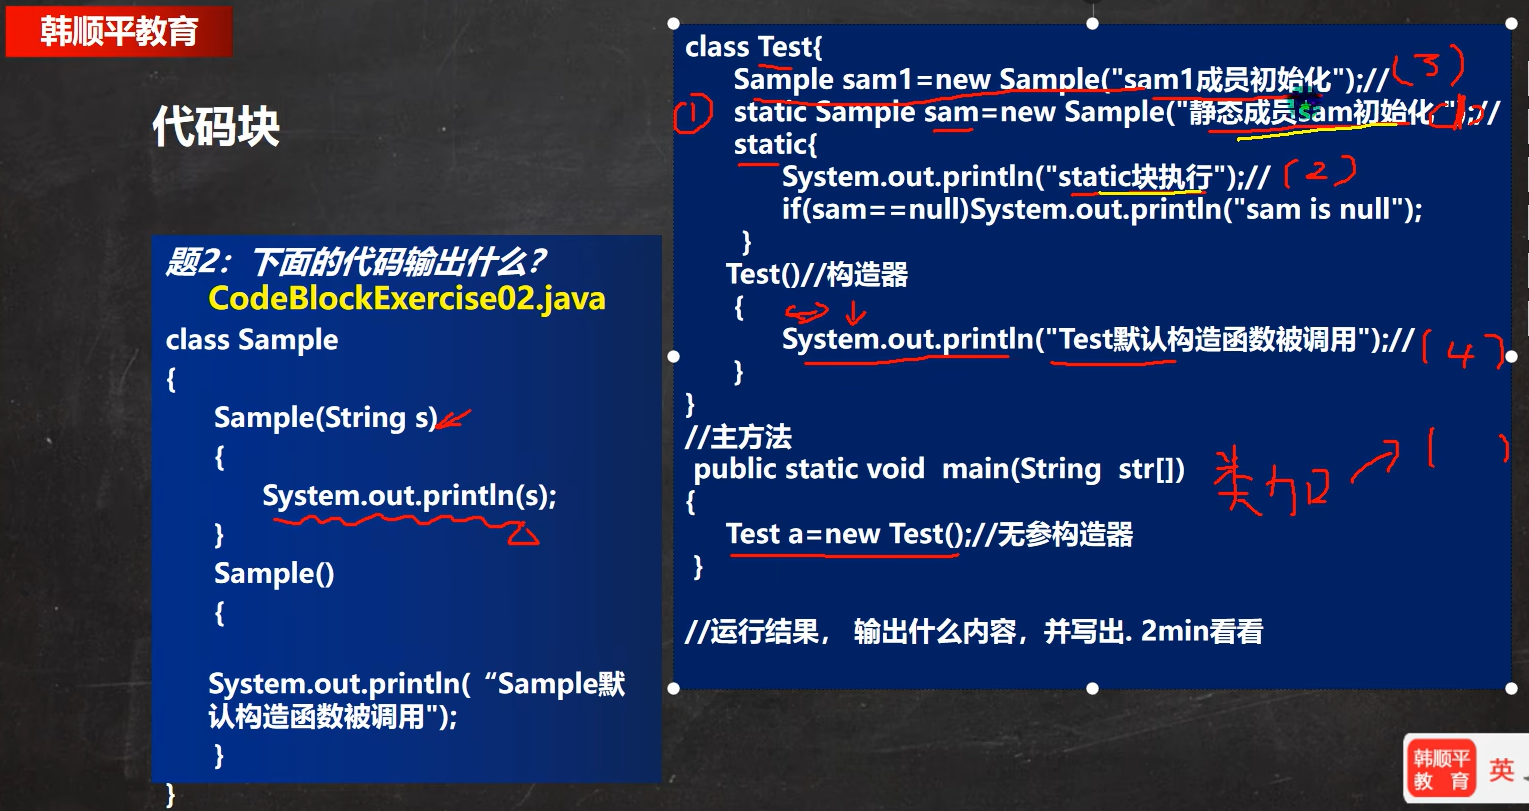 韩顺平教育
代码块
题2：下面的代码输出什么？
CodeBlockExercise02.java
class Sample
{
Sample(String s)
{
System.out.println(s);
}
Sample()
{
System.out.println( “Sample默
认构造函数被调用");
}
}
class Test{
Sample sam1=new Sample("sam1成员初始化");//
(3)
①
static Sample sam=new Sample("静态成员sam初始化 ");//
static{
System.out.println("static块执行");//
(2)
if(sam==null)System.out.println("sam is null");
}
Test()//构造器
{
System.out.println("Test默认构造函数被调用");//
(4)
}
}
//主方法
public static void  main(String  str[])
类加
{
Test a=new Test();//无参构造器
}
//运行结果， 输出什么内容，并写出. 2min看看
韩顺平
教 育
英